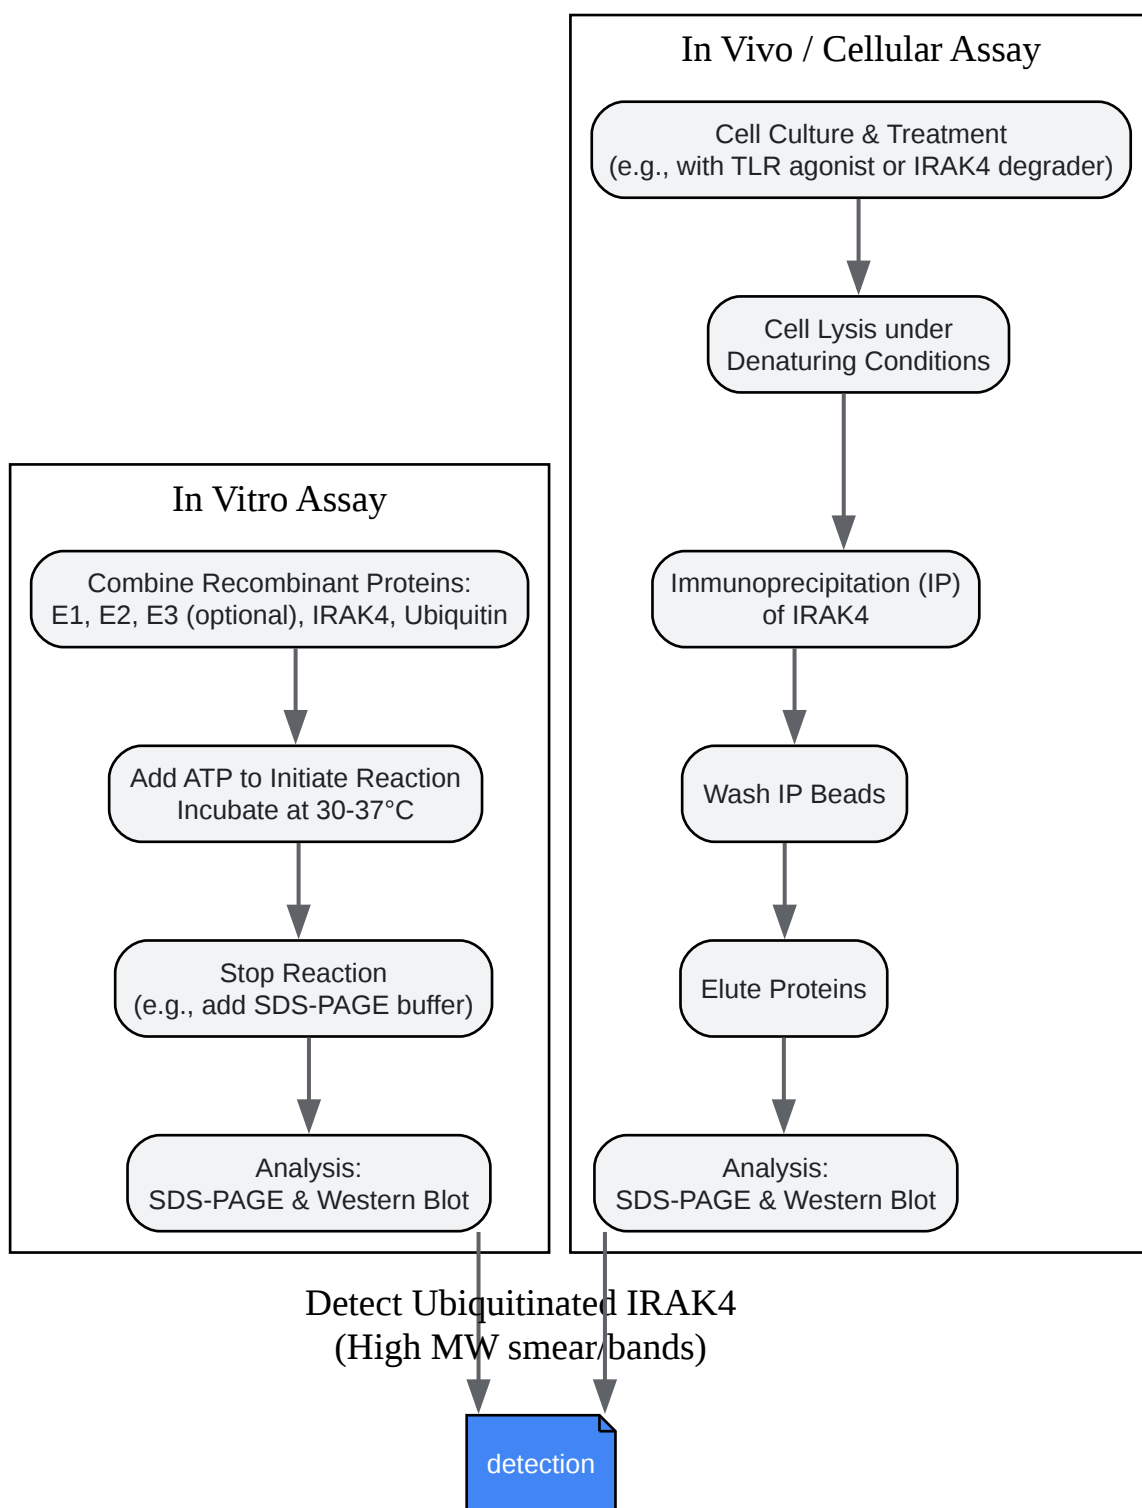 In Vivo / Cellular Assay
Cell Culture & Treatment
(e.g., with TLR agonist or IRAK4 degrader)
Cell Lysis under
Denaturing Conditions
Immunoprecipitation (IP)
of IRAK4
Wash IP Beads
Elute Proteins
Analysis:
SDS-PAGE & Western Blot
In Vitro Assay
Combine Recombinant Proteins:
E1, E2, E3 (optional), IRAK4, Ubiquitin
Add ATP to Initiate Reaction
Incubate at 30-37°C
Stop Reaction
(e.g., add SDS-PAGE buffer)
Analysis:
SDS-PAGE & Western Blot
Detect Ubiquitinated IRAK4
(High MW smear/bands)
detection